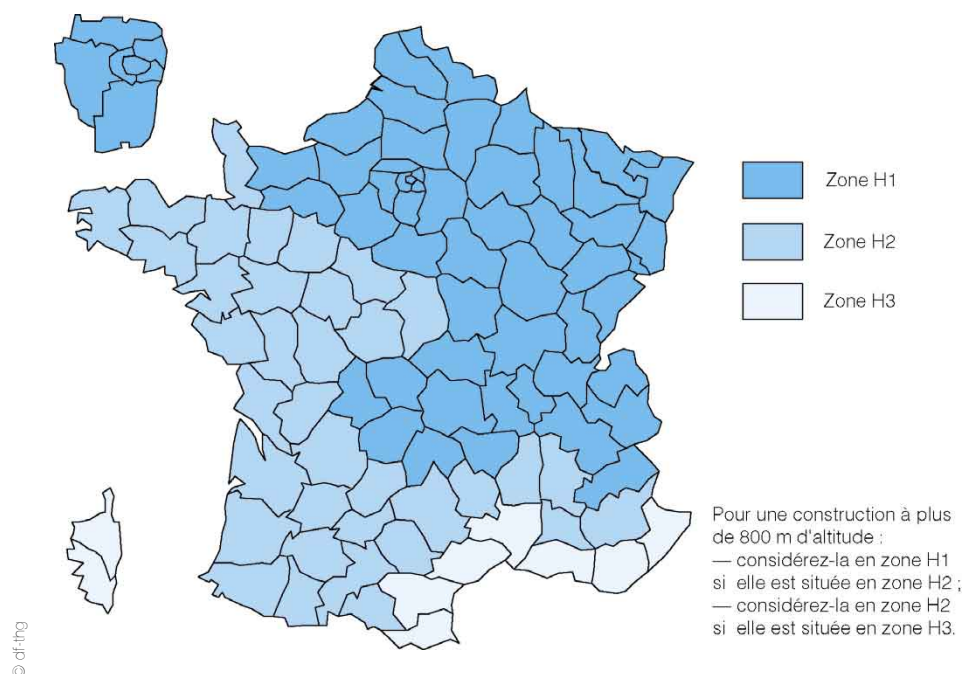 Zone H1
Zone H2
Zone H3
Pour une construction à plus
de 800 m d'altitude :
— considérez-la en zone H1
si elle est située en zone H2 ;
— considérez-la en zone H2
si elle est située en zone H3.
© df-thg